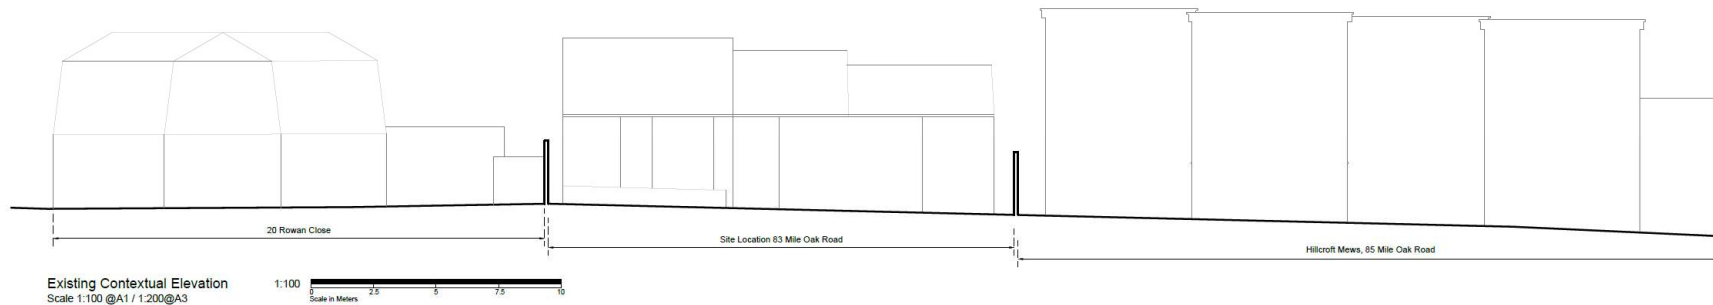 20 Rowan Close
Site Location 83 Mile Oak Road
Hillcroft Mews, 85 Mile Oak Road
Existing Contextual Elevation
Scale 1:100 @A1 / 1:200@A3
1:100
0 2.5 5 7.5 10
Scale in Meters